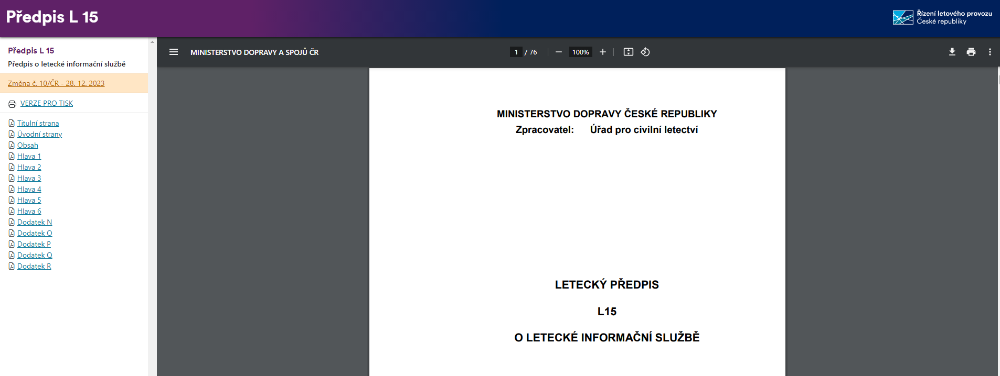 Předpis L 15
Řízení letového provozu
České republiky
Předpis L 15
Předpis o letecké informační službě
Změna č. 10/ČR - 28. 12. 2023
VERZE PRO TISK
Titulní strana
Úvodní strany
Obsah
Hlava 1
Hlava 2
Hlava 3
Hlava 4
Hlava 5
Hlava 6
Dodatek N
Dodatek O
Dodatek P
Dodatek Q
Dodatek R
MINISTERSTVO DOPRAVY A SPOJŮ ČR
1 / 76
100%
MINISTERSTVO DOPRAVY ČESKÉ REPUBLIKY
Zpracovatel: Úřad pro civilní letectví
LETECKÝ PŘEDPIS
L15
O LETECKÉ INFORMAČNÍ SLUŽBĚ